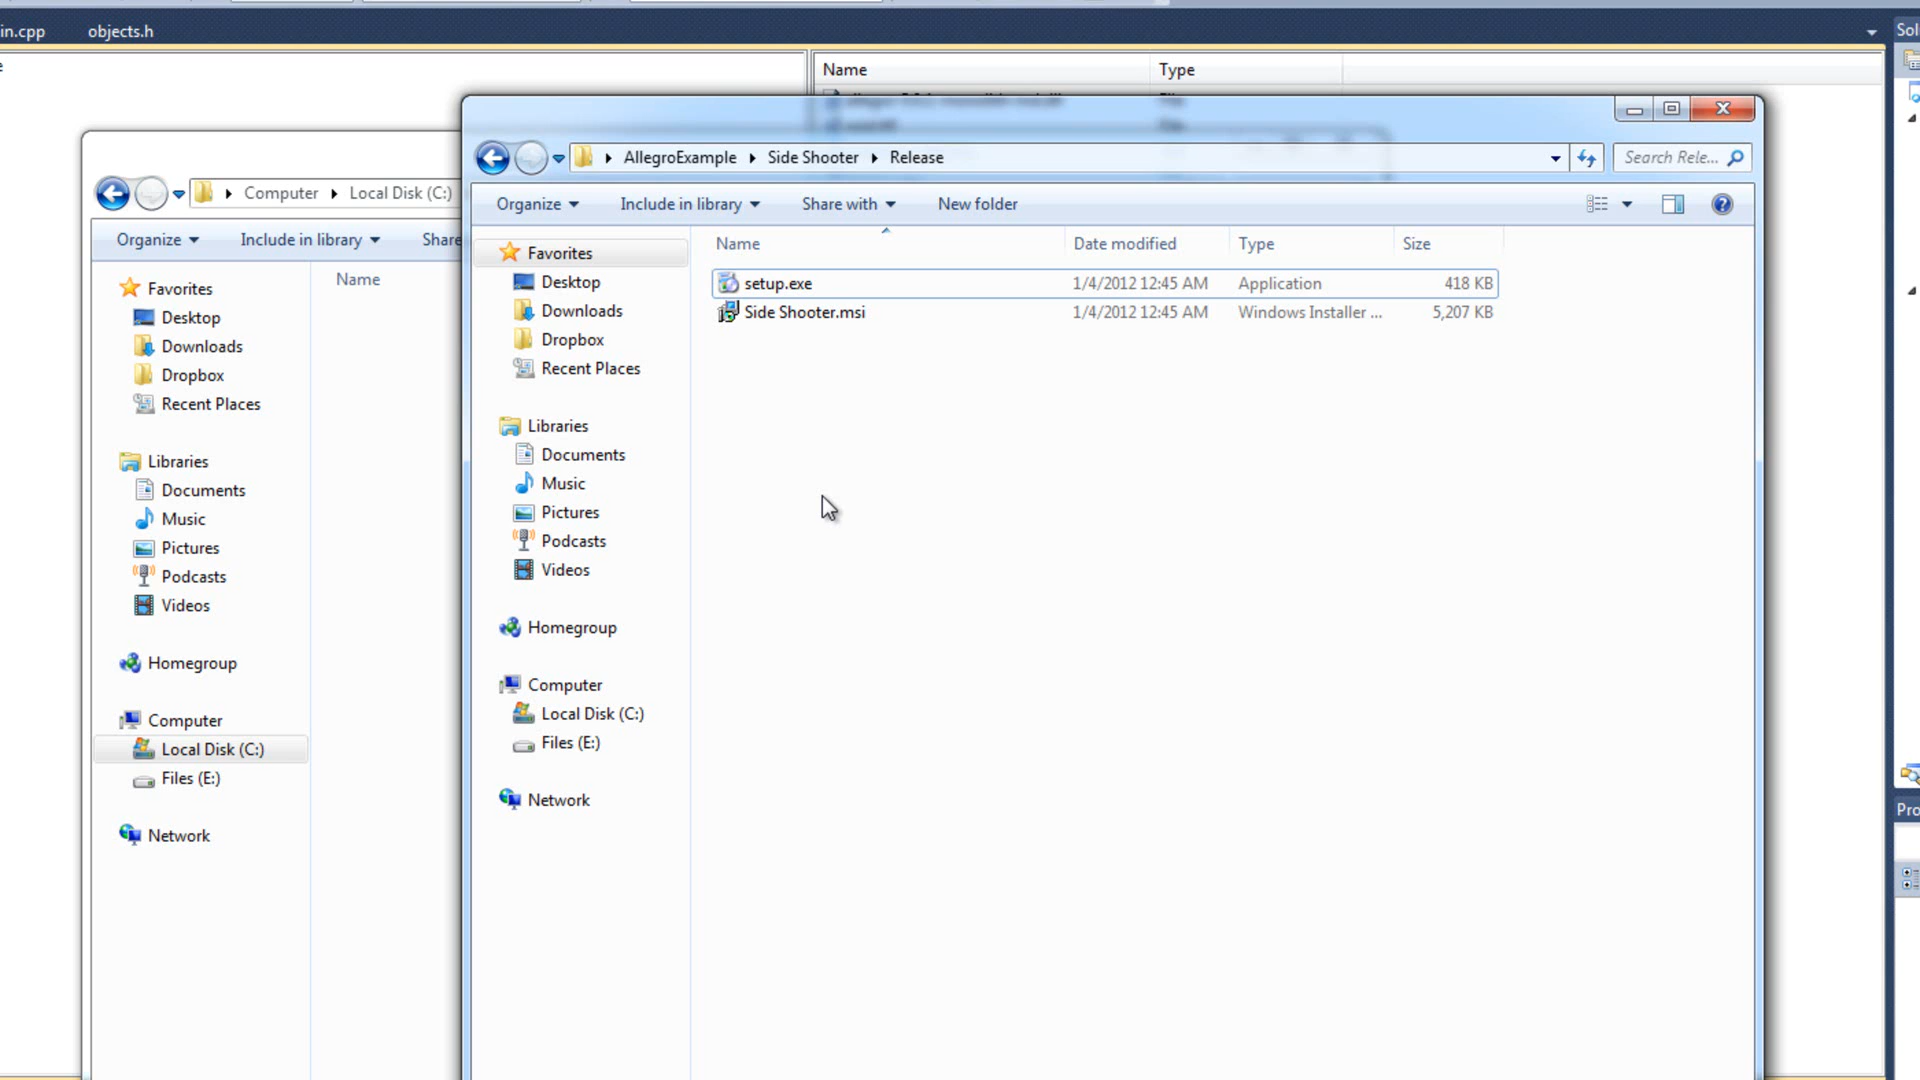 in.cpp objects.h
Sol
Name Type
AllegroExample Side Shooter Release Search Rele...
Computer Local Disk (C:)
Organize Include in library Share with New folder
Organize Include in library Share
Name Date modified Type Size
setup.exe 1/4/2012 12:45 AM Application 418 KB
Side Shooter.msi 1/4/2012 12:45 AM Windows Installer ... 5,207 KB
Favorites
Desktop
Downloads
Dropbox
Recent Places
Libraries
Documents
Music
Pictures
Podcasts
Videos
Homegroup
Computer
Local Disk (C:)
Files (E:)
Network
Name
Favorites
Desktop
Downloads
Dropbox
Recent Places
Libraries
Documents
Music
Pictures
Podcasts
Videos
Homegroup
Computer
Local Disk (C:)
Files (E:)
Network
Pro